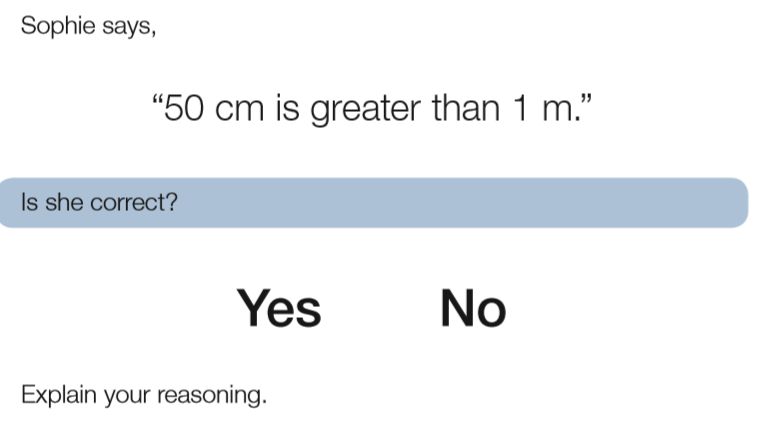 Sophie says,
“50 cm is greater than 1 m.”
Is she correct?
Yes No
Explain your reasoning.